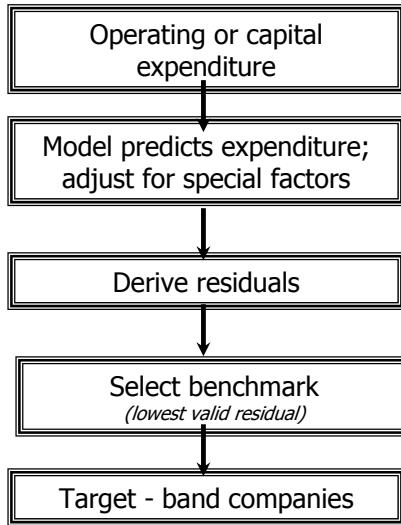 Operating or capital
expenditure
Model predicts expenditure;
adjust for special factors
Derive residuals
Select benchmark
(lowest valid residual)
Target - band companies